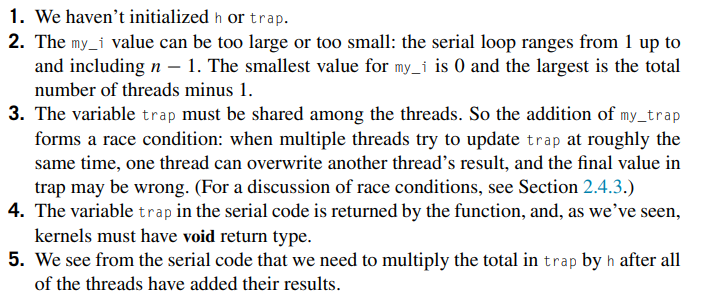 1. We haven't initialized h or trap.
2. The my_i value can be too large or too small: the serial loop ranges from 1 up to
and including n − 1. The smallest value for my_i is 0 and the largest is the total
number of threads minus 1.
3. The variable trap must be shared among the threads. So the addition of my_trap
forms a race condition: when multiple threads try to update trap at roughly the
same time, one thread can overwrite another thread's result, and the final value in
trap may be wrong. (For a discussion of race conditions, see Section 2.4.3.)
4. The variable trap in the serial code is returned by the function, and, as we've seen,
kernels must have void return type.
5. We see from the serial code that we need to multiply the total in trap by h after all
of the threads have added their results.